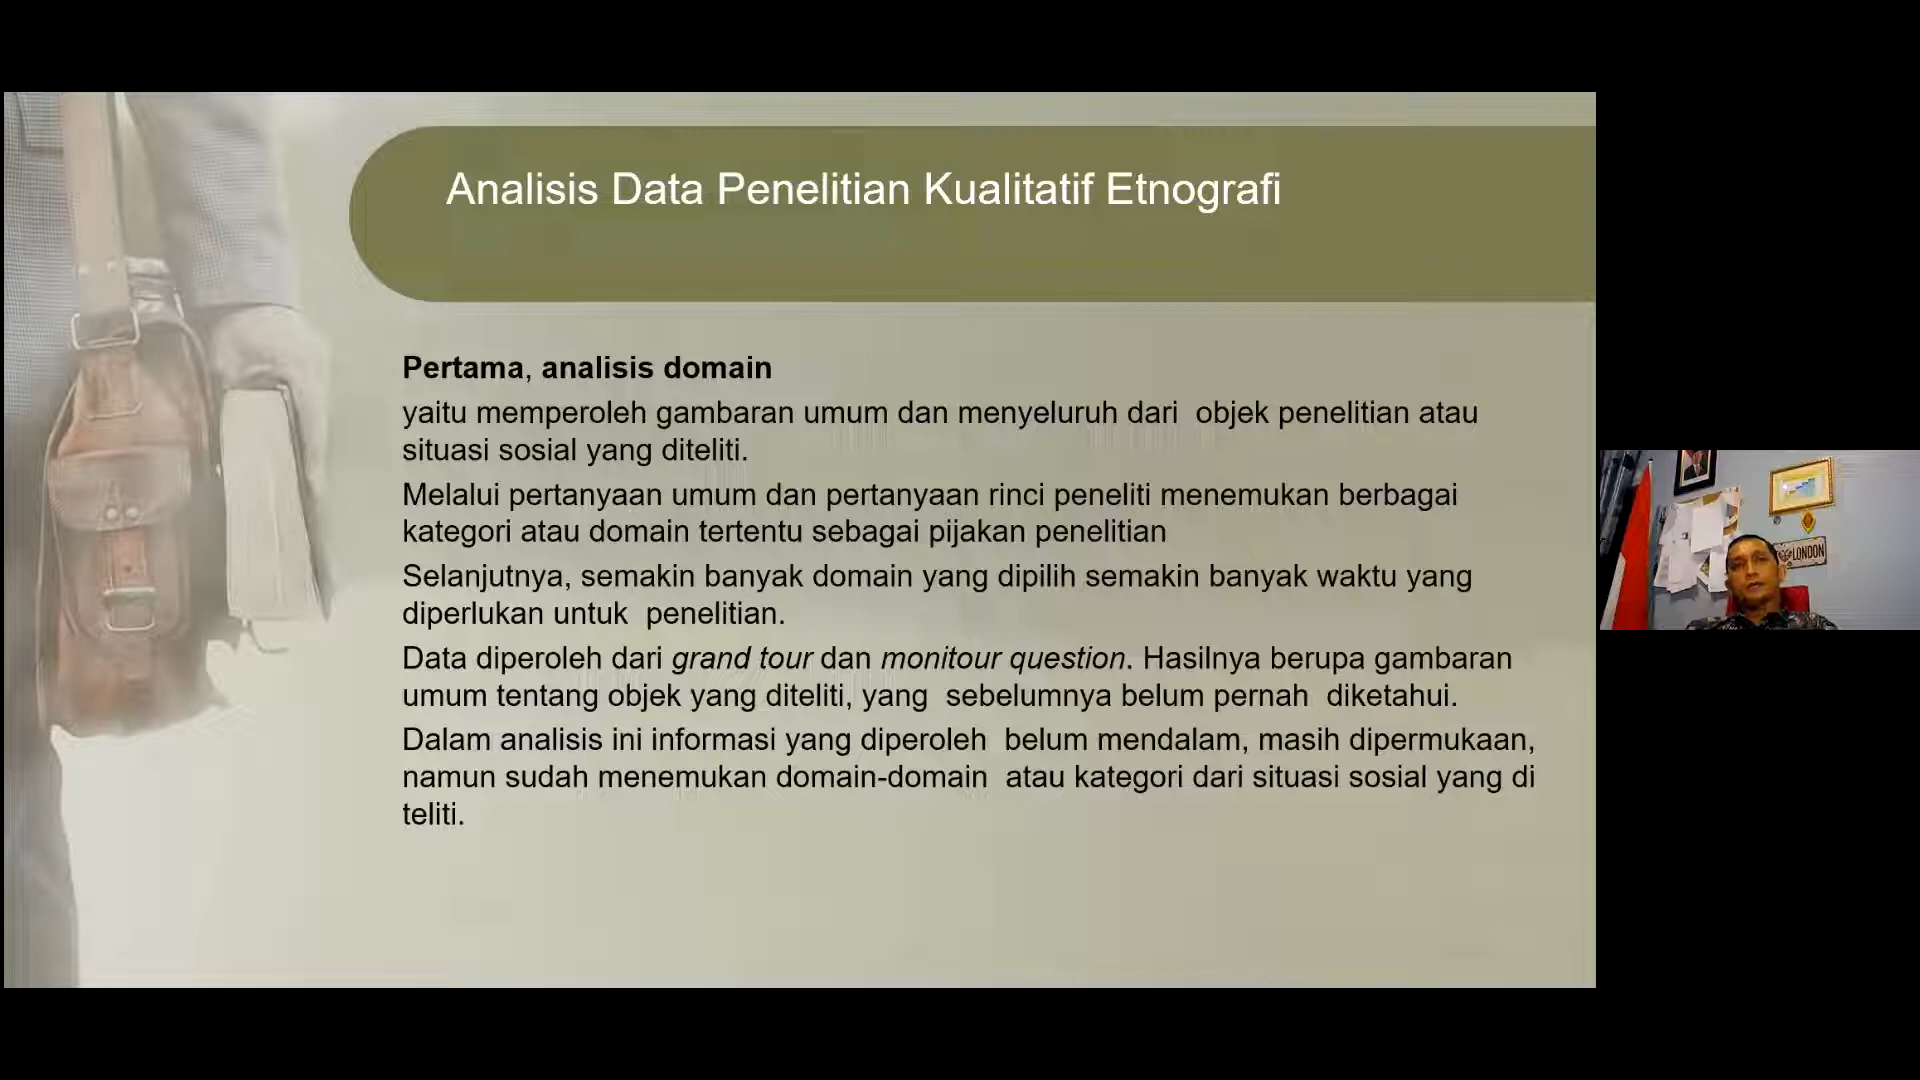 Analisis Data Penelitian Kualitatif Etnografi
Pertama, analisis domain
yaitu memperoleh gambaran umum dan menyeluruh dari objek penelitian atau
situasi sosial yang diteliti.
Melalui pertanyaan umum dan pertanyaan rinci peneliti menemukan berbagai
kategori atau domain tertentu sebagai pijakan penelitian
Selanjutnya, semakin banyak domain yang dipilih semakin banyak waktu yang
diperlukan untuk penelitian.
Data diperoleh dari grand tour dan monitour question. Hasilnya berupa gambaran
umum tentang objek yang diteliti, yang sebelumnya belum pernah diketahui.
Dalam analisis ini informasi yang diperoleh belum mendalam, masih dipermukaan,
namun sudah menemukan domain-domain atau kategori dari situasi sosial yang di
teliti.
LONDON